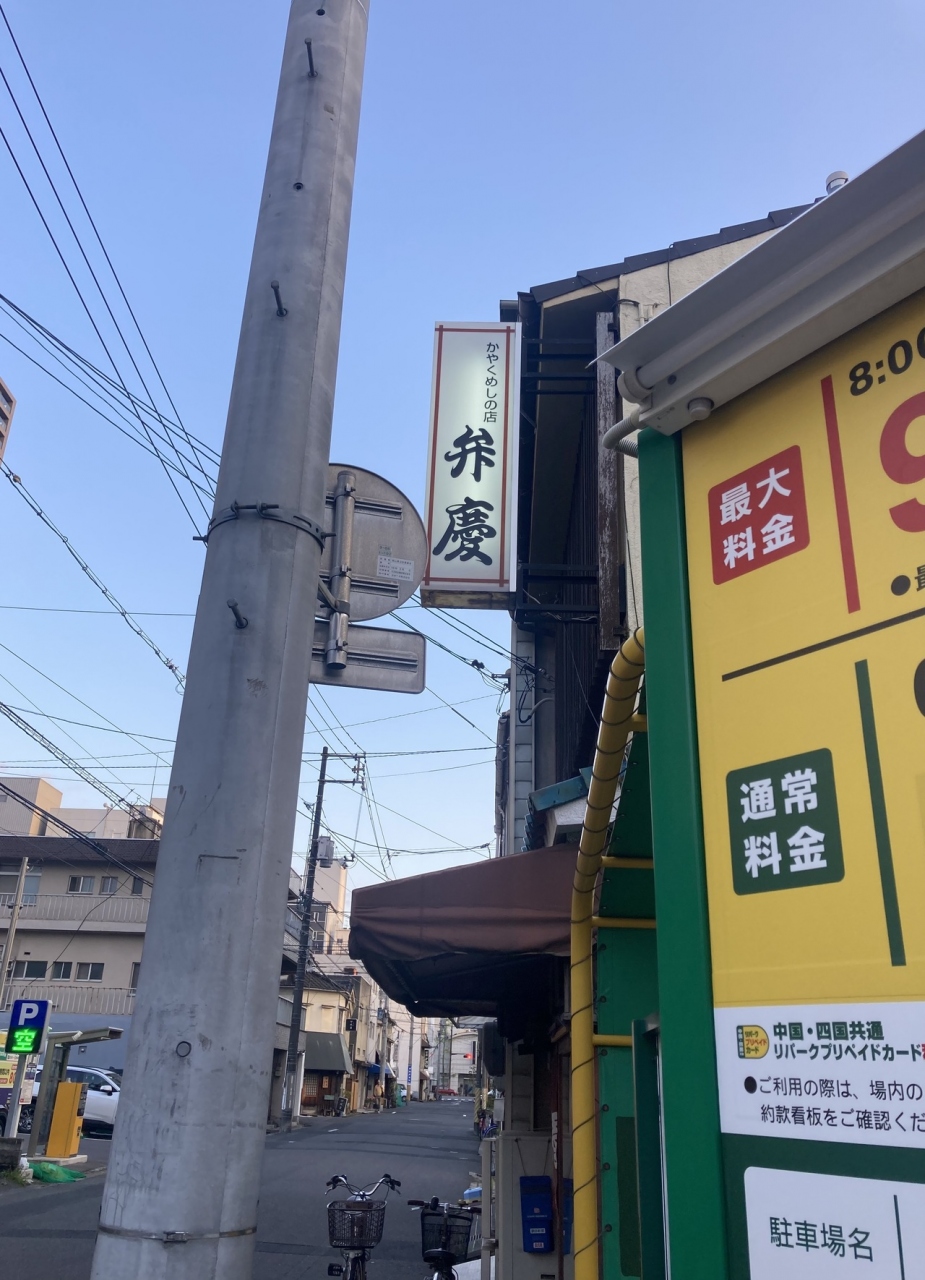 かやくめしの店
弁慶
8:00
最大
料金
通常
料金
中国・四国共通
リパークプリペイドカード
●ご利用の際は、場内の
約款看板をご確認くだ
駐車場名
P
空